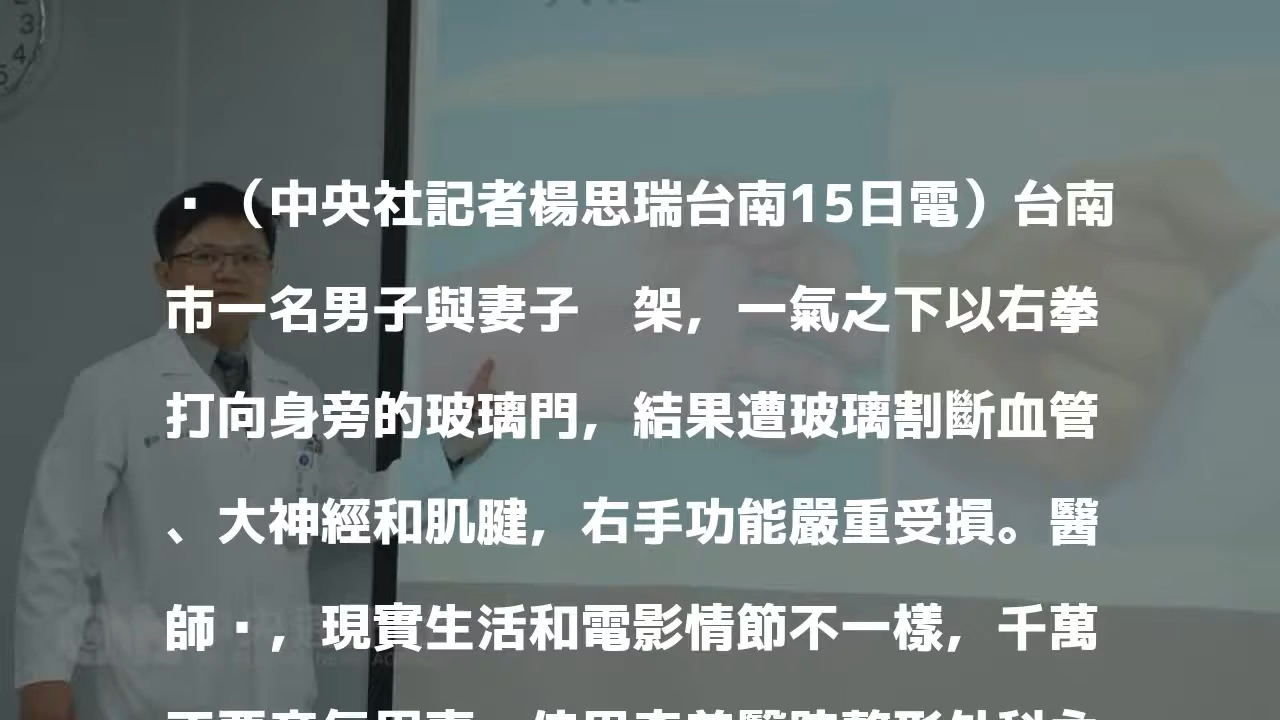 3
4
5
▪（中央社記者楊思瑞台南15日電）台南
市一名男子與妻子　架，一氣之下以右拳
打向身旁的玻璃門，結果遭玻璃割斷血管
、大神經和肌腱，右手功能嚴重受損。醫
師▪，現實生活和電影情節不一樣，千萬